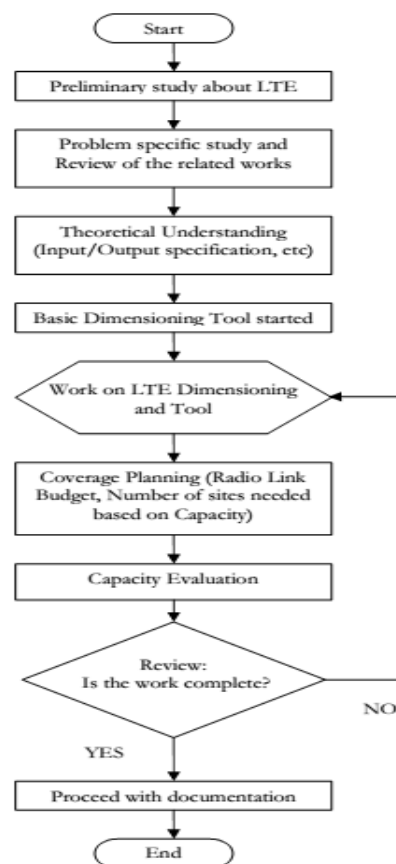 Start
Preliminary study about LTE
Problem specific study and
Review of the related works
Theoretical Understanding
(Input/Output specification, etc)
Basic Dimensioning Tool started
Work on LTE Dimensioning
and Tool
Coverage Planning (Radio Link
Budget, Number of sites needed
based on Capacity)
Capacity Evaluation
Review:
Is the work complete?
NO
YES
Proceed with documentation
End